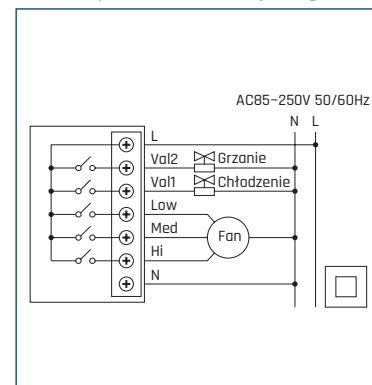 AC85~250V 50/60Hz
N L
L
Val2 Grzanie
Val1 Chłodzenie
Low
Med Fan
Hi
N